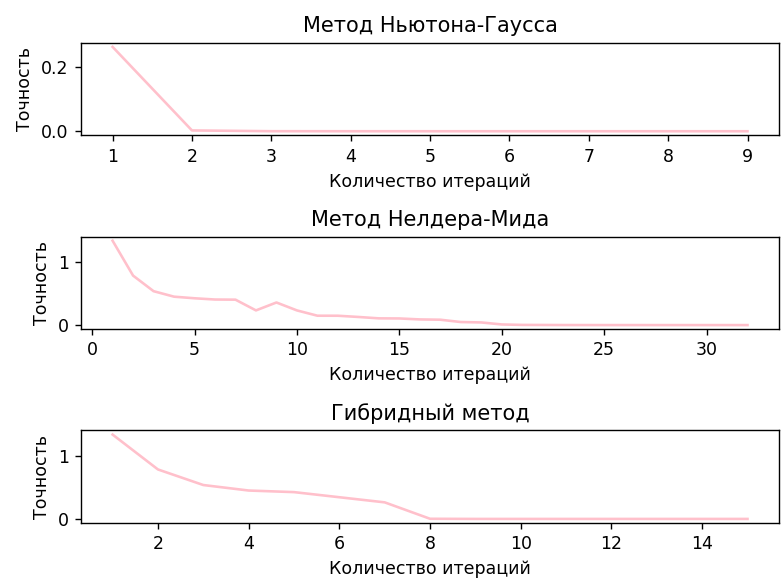 Метод Ньютона-Гаусса
Точность
0.2
0.0
1 2 3 4 5 6 7 8 9
Количество итераций
Метод Нелдера-Мида
Точность
1
0
0 5 10 15 20 25 30
Количество итераций
Гибридный метод
Точность
1
0
2 4 6 8 10 12 14
Количество итераций